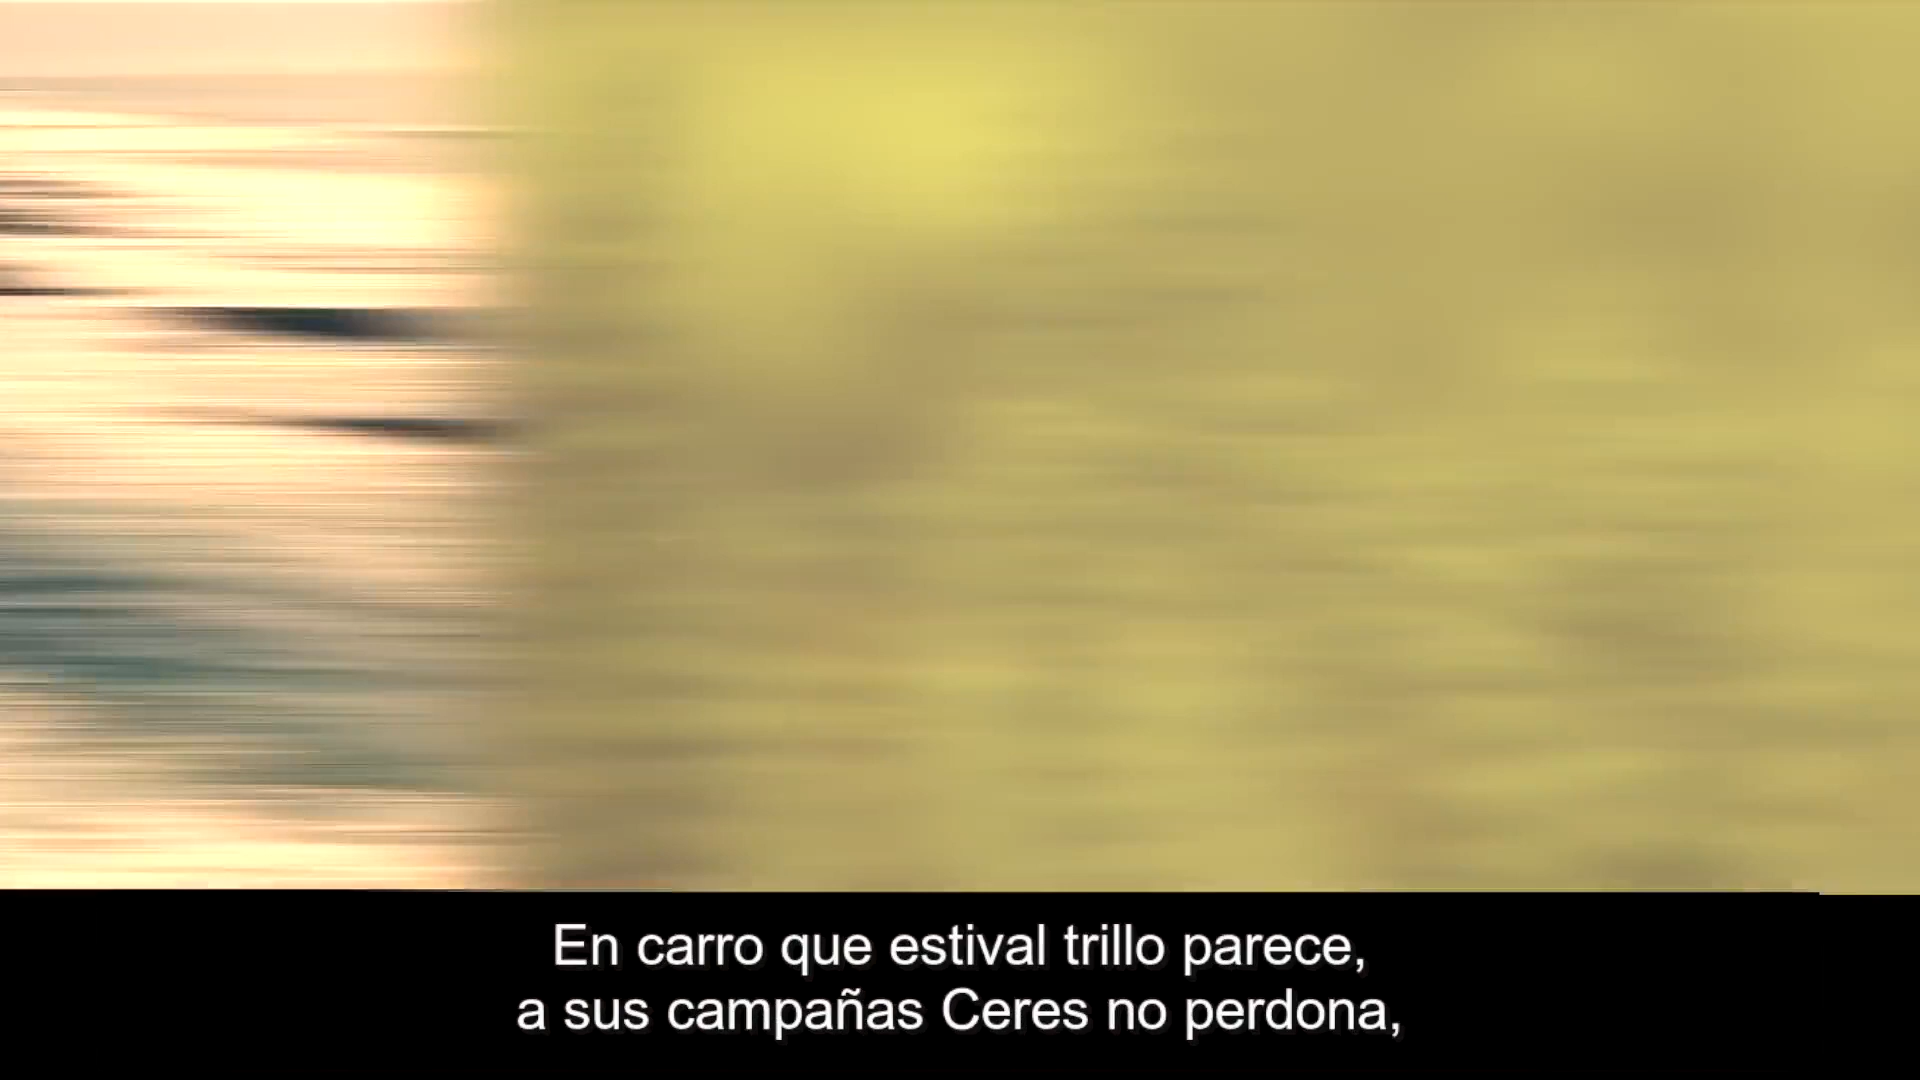 En carro que estival trillo parece,
a sus campañas Ceres no perdona,